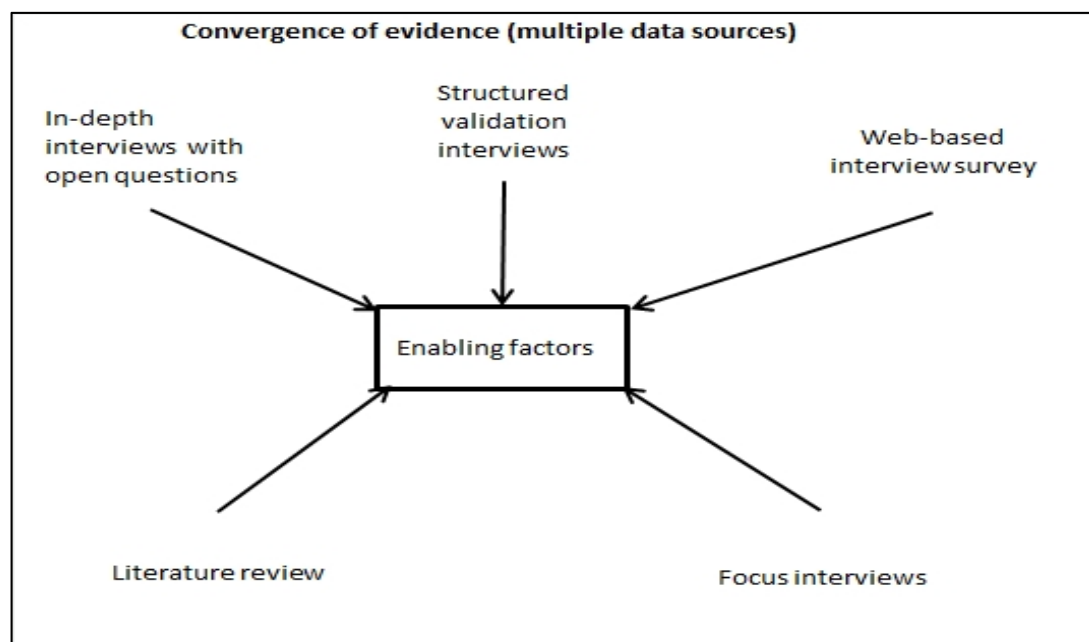 Convergence of evidence (multiple data sources)
In-depth
interviews with
open questions
Structured
validation
interviews
Web-based
interview survey
Enabling factors
Literature review
Focus interviews